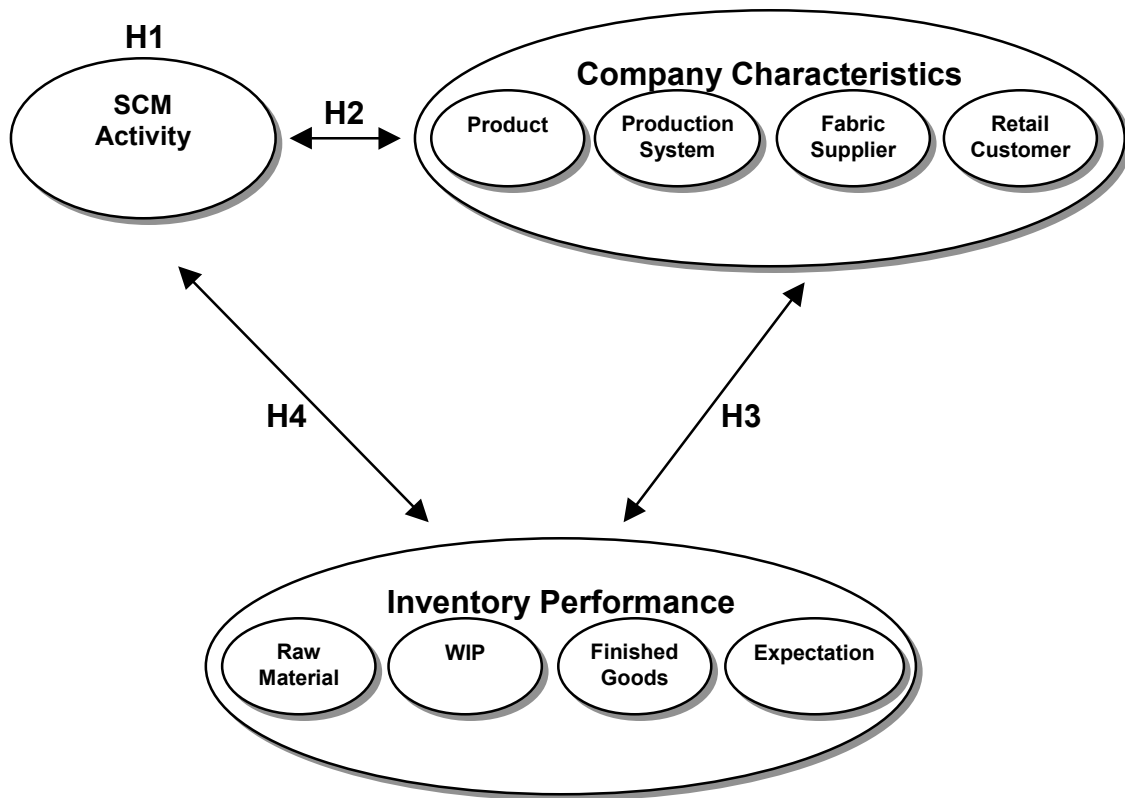 H1
SCM
Activity
H2
Company Characteristics
Product
Production
System
Fabric
Supplier
Retail
Customer
H4
H3
Inventory Performance
Raw
Material
WIP
Finished
Goods
Expectation